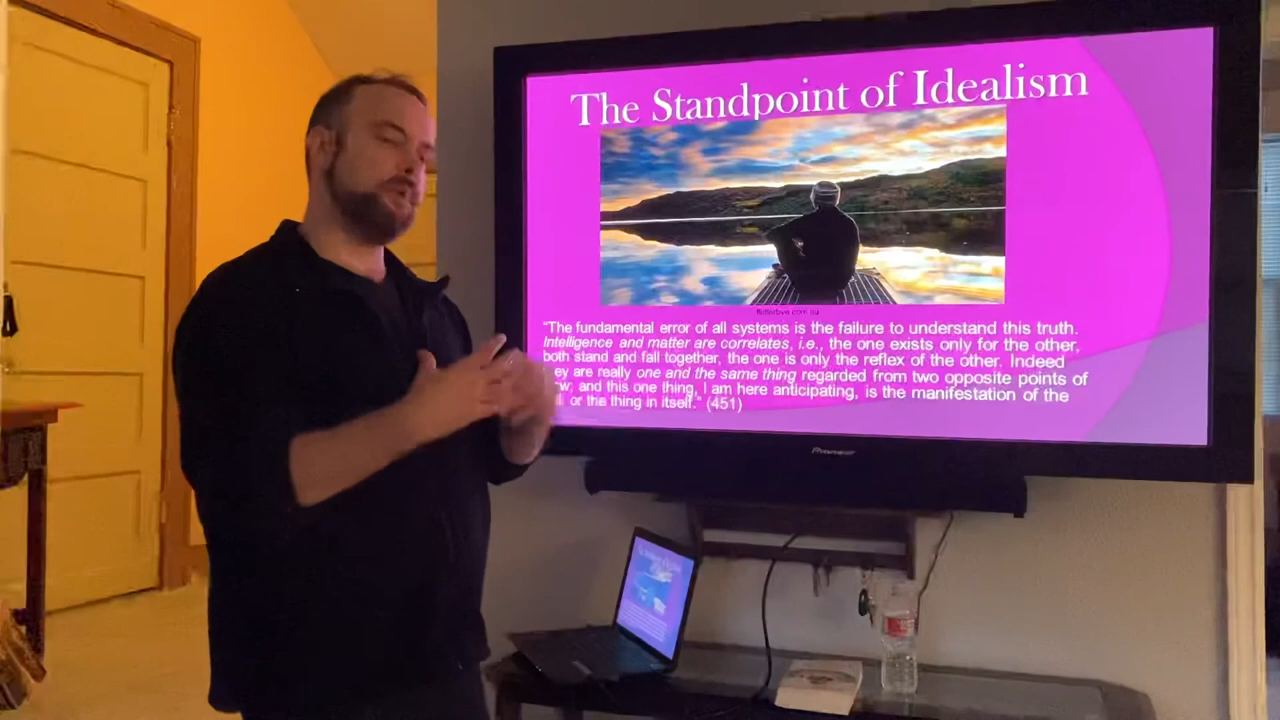 The Standpoint of Idealism
"The fundamental error of all systems is the failure to understand this truth.
Intelligence and matter are correlates, i.e., the one exists only for the other,
both stand and fall together, the one is only the reflex of the other. Indeed
ey are really one and the same thing regarded from two opposite points of
w; and this one thing, I am here anticipating, is the manifestation of the
or the thing in itself." (451)
Pioneer